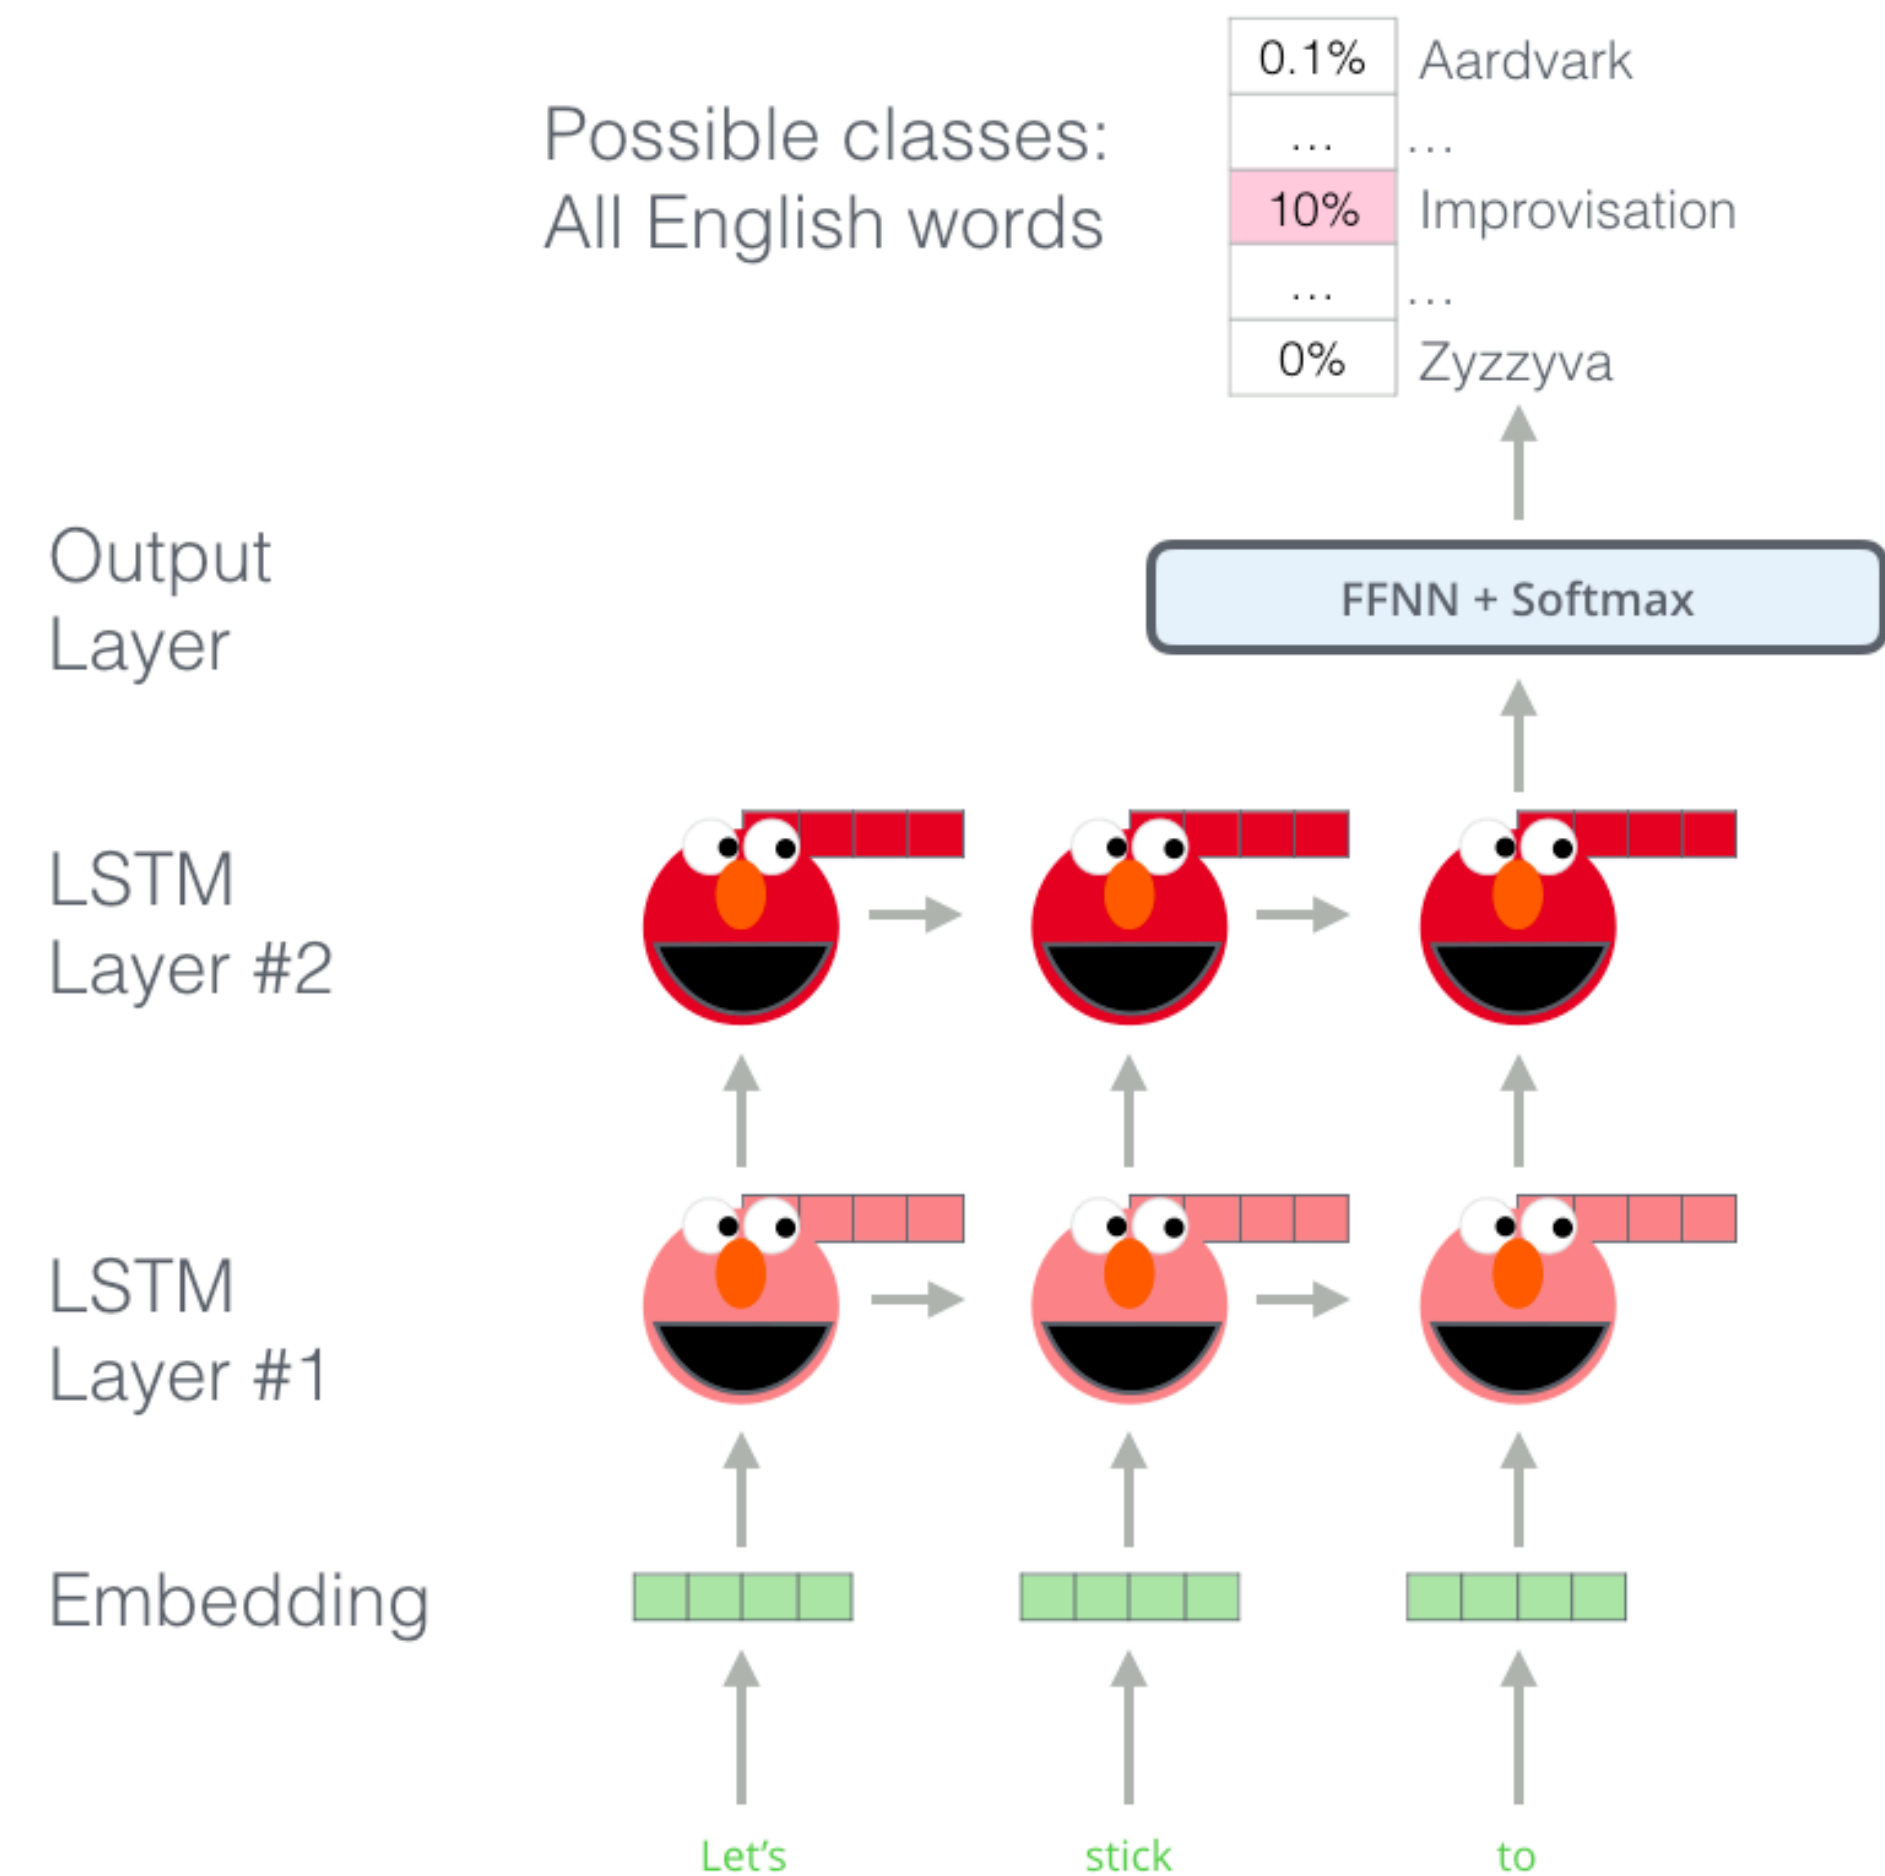 0.1% Aardvark
Possible classes:
... ...
All English words
10% Improvisation
... ...
0% Zyzzyva
Output
Layer
FFNN + Softmax
LSTM
Layer #2
LSTM
Layer #1
Embedding
Let's stick to